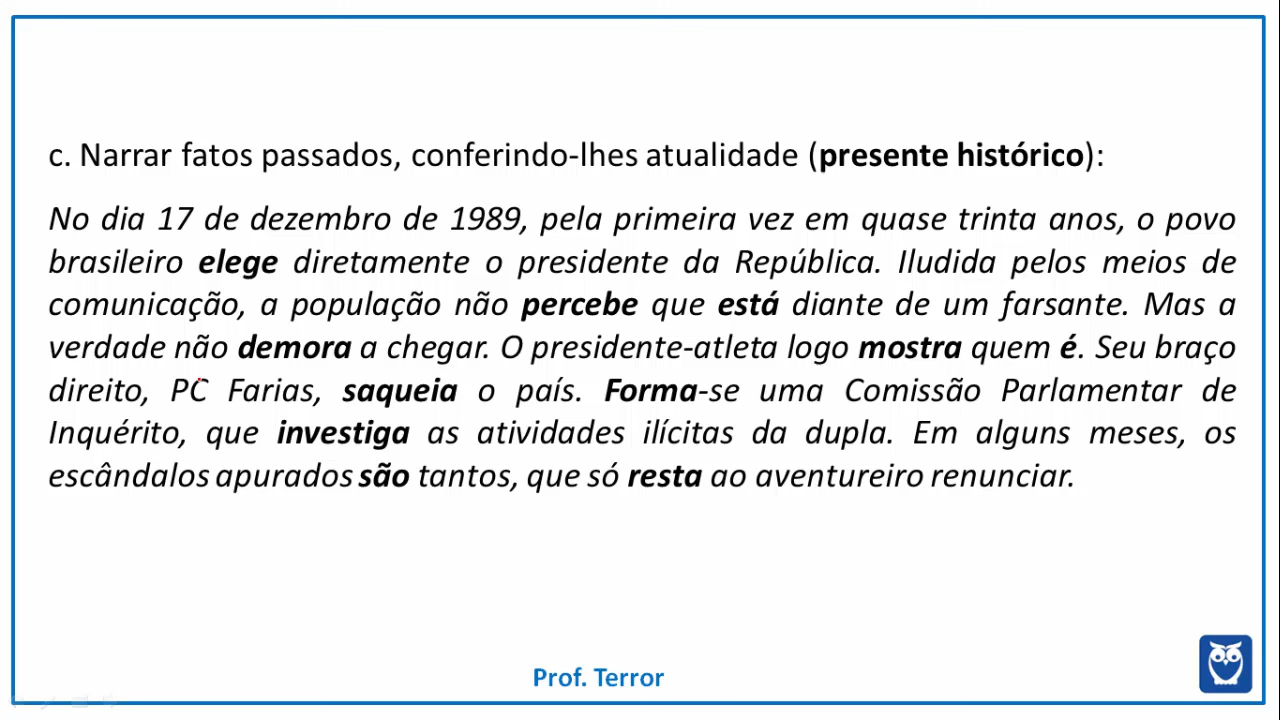 c. Narrar fatos passados, conferindo-lhes atualidade (presente histórico):
No dia 17 de dezembro de 1989, pela primeira vez em quase trinta anos, o povo
brasileiro elege diretamente o presidente da República. Iludida pelos meios de
comunicação, a população não percebe que está diante de um farsante. Mas a
verdade não demora a chegar. O presidente-atleta logo mostra quem é. Seu braço
direito, PC Farias, saqueia o país. Forma-se uma Comissão Parlamentar de
Inquérito, que investiga as atividades ilícitas da dupla. Em alguns meses, os
escândalos apurados são tantos, que só resta ao aventureiro renunciar.
Prof. Terror